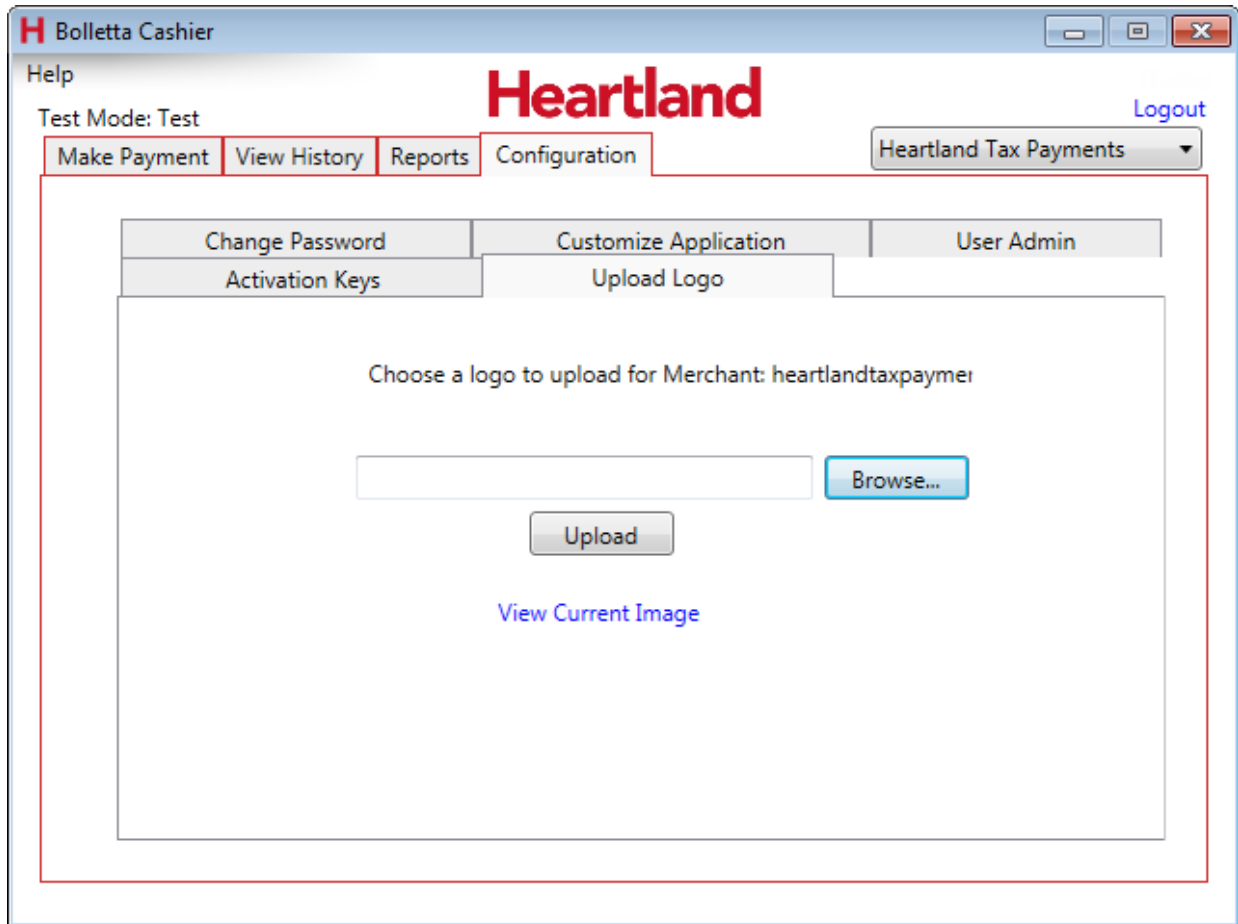 H Bolletta Cashier
Help
Heartland
Logout
Test Mode: Test
Make Payment View History Reports Configuration Heartland Tax Payments
Change Password Customize Application User Admin
Activation Keys Upload Logo
Choose a logo to upload for Merchant: heartlandtaxpaymer
Browse...
Upload
View Current Image